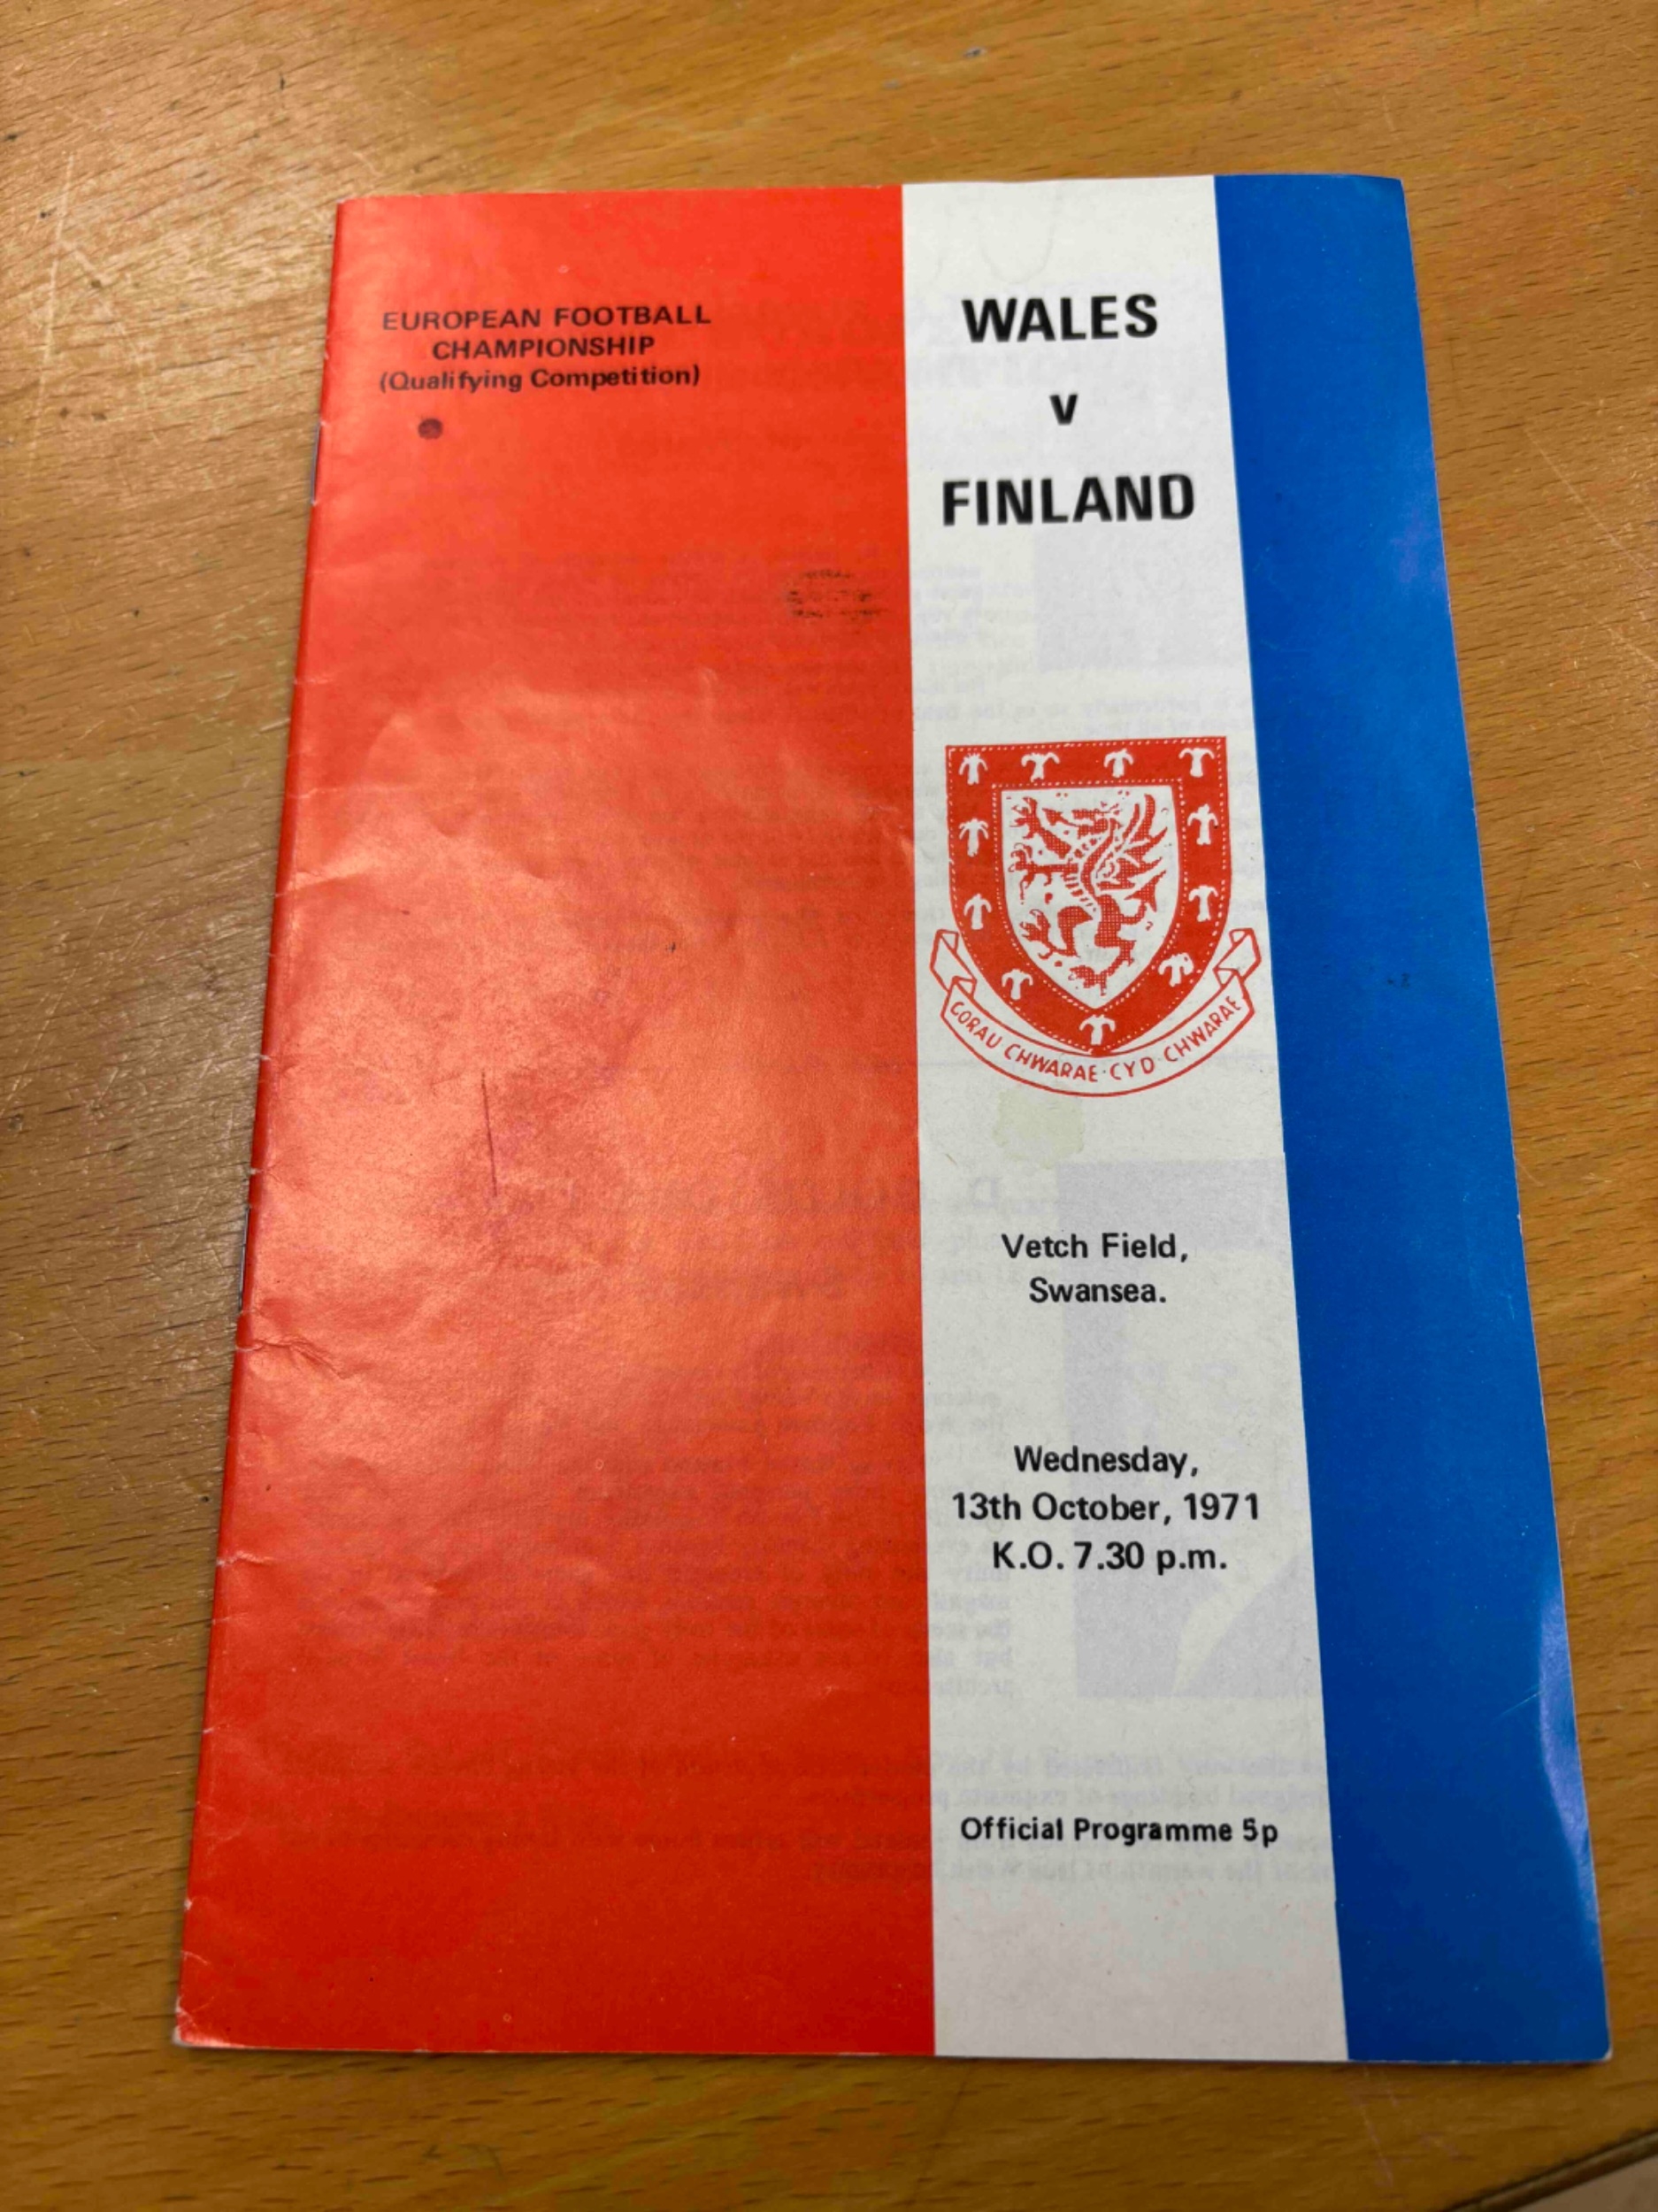 EUROPEAN FOOTBALL
CHAMPIONSHIP
(Qualifying Competition)
WALES
v
FINLAND
GORAU CHWARAE·CYD·CHWARAE
Vetch Field,
Swansea.
Wednesday,
13th October, 1971
K.O. 7.30 p.m.
Official Programme 5p